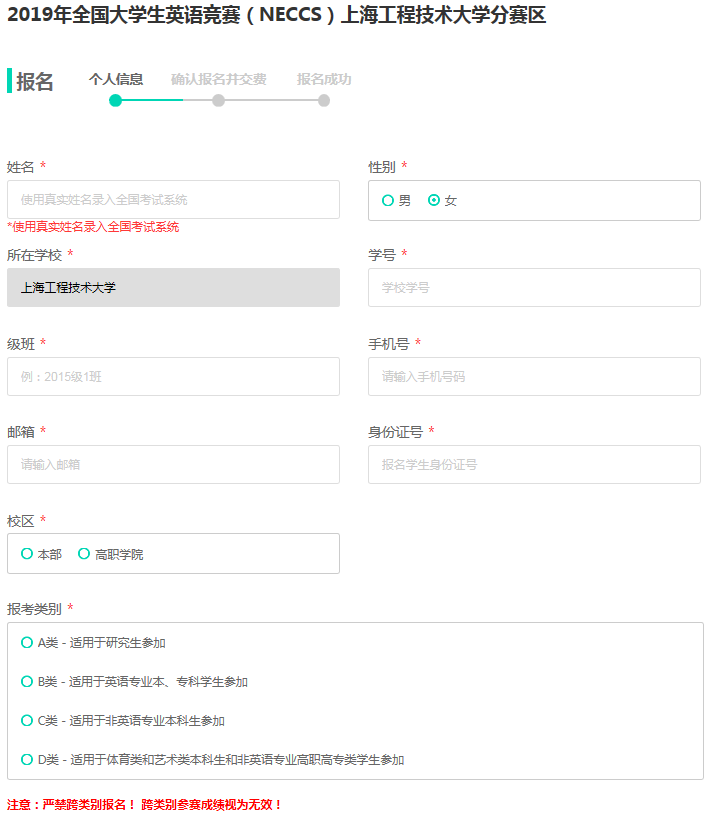 2019年全国大学生英语竞赛（NECCS）上海工程技术大学分赛区
报名 个人信息 确认报名并交费 报名成功
姓名 * 性别 *
使用真实姓名录入全国考试系统 男 女
*使用真实姓名录入全国考试系统
所在学校 * 学号 *
上海工程技术大学 学校学号
级班 * 手机号 *
例：2015级1班 请输入手机号码
邮箱 * 身份证号 *
请输入邮箱 报名学生身份证号
校区 *
本部 高职学院
报考类别 *
A类 - 适用于研究生参加
B类 - 适用于英语专业本、专科学生参加
C类 - 适用于非英语专业本科生参加
D类 - 适用于体育类和艺术类本科生和非英语专业高职高专类学生参加
注意：严禁跨类别报名！ 跨类别参赛成绩视为无效！